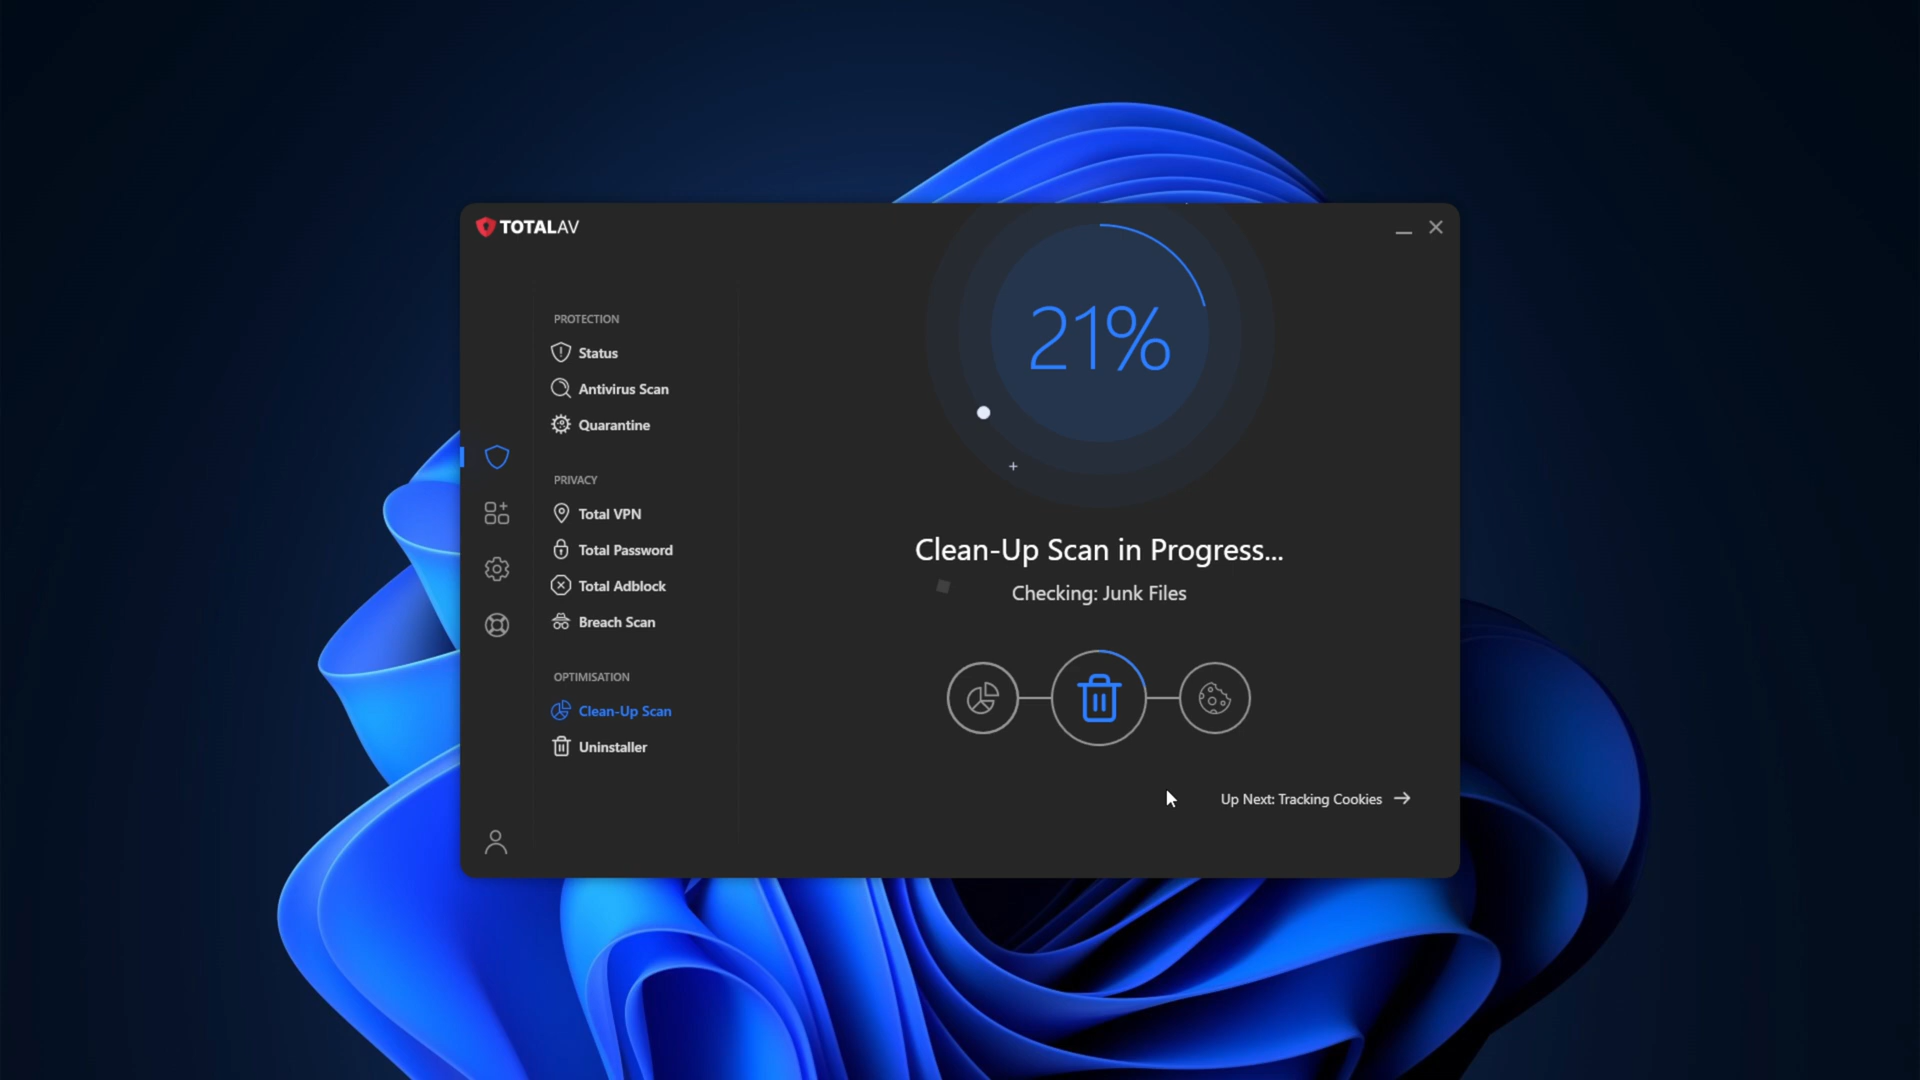 TOTALAV
PROTECTION
Status
Antivirus Scan
Quarantine
PRIVACY
Total VPN
Total Password
Total Adblock
Breach Scan
OPTIMISATION
Clean-Up Scan
Uninstaller
21%
Clean-Up Scan in Progress...
Checking: Junk Files
Up Next: Tracking Cookies